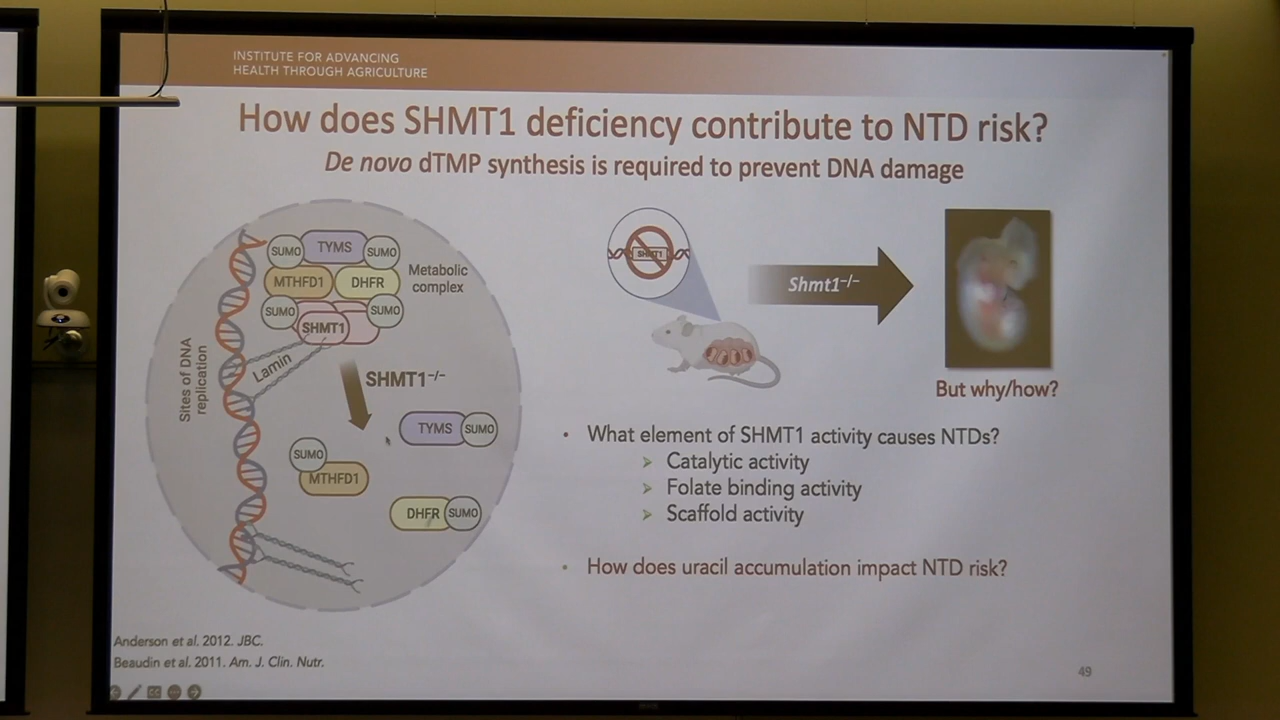 INSTITUTE FOR ADVANCING
HEALTH THROUGH AGRICULTURE
How does SHMT1 deficiency contribute to NTD risk?
De novo dTMP synthesis is required to prevent DNA damage
SUMO
TYMS
SUMO
MTHFD1
DHFR
Metabolic
complex
SUMO
SUMO
SHMT1
Sites of DNA
replication
Lamin
SHMT1-/-
TYMS
SUMO
SUMO
MTHFD1
DHFR
SUMO
SHMT1
Shmt1-/-
But why/how?
• What element of SHMT1 activity causes NTDs?
➢ Catalytic activity
➢ Folate binding activity
➢ Scaffold activity
• How does uracil accumulation impact NTD risk?
Anderson et al. 2012. JBC.
Beaudin et al. 2011. Am. J. Clin. Nutr.
49